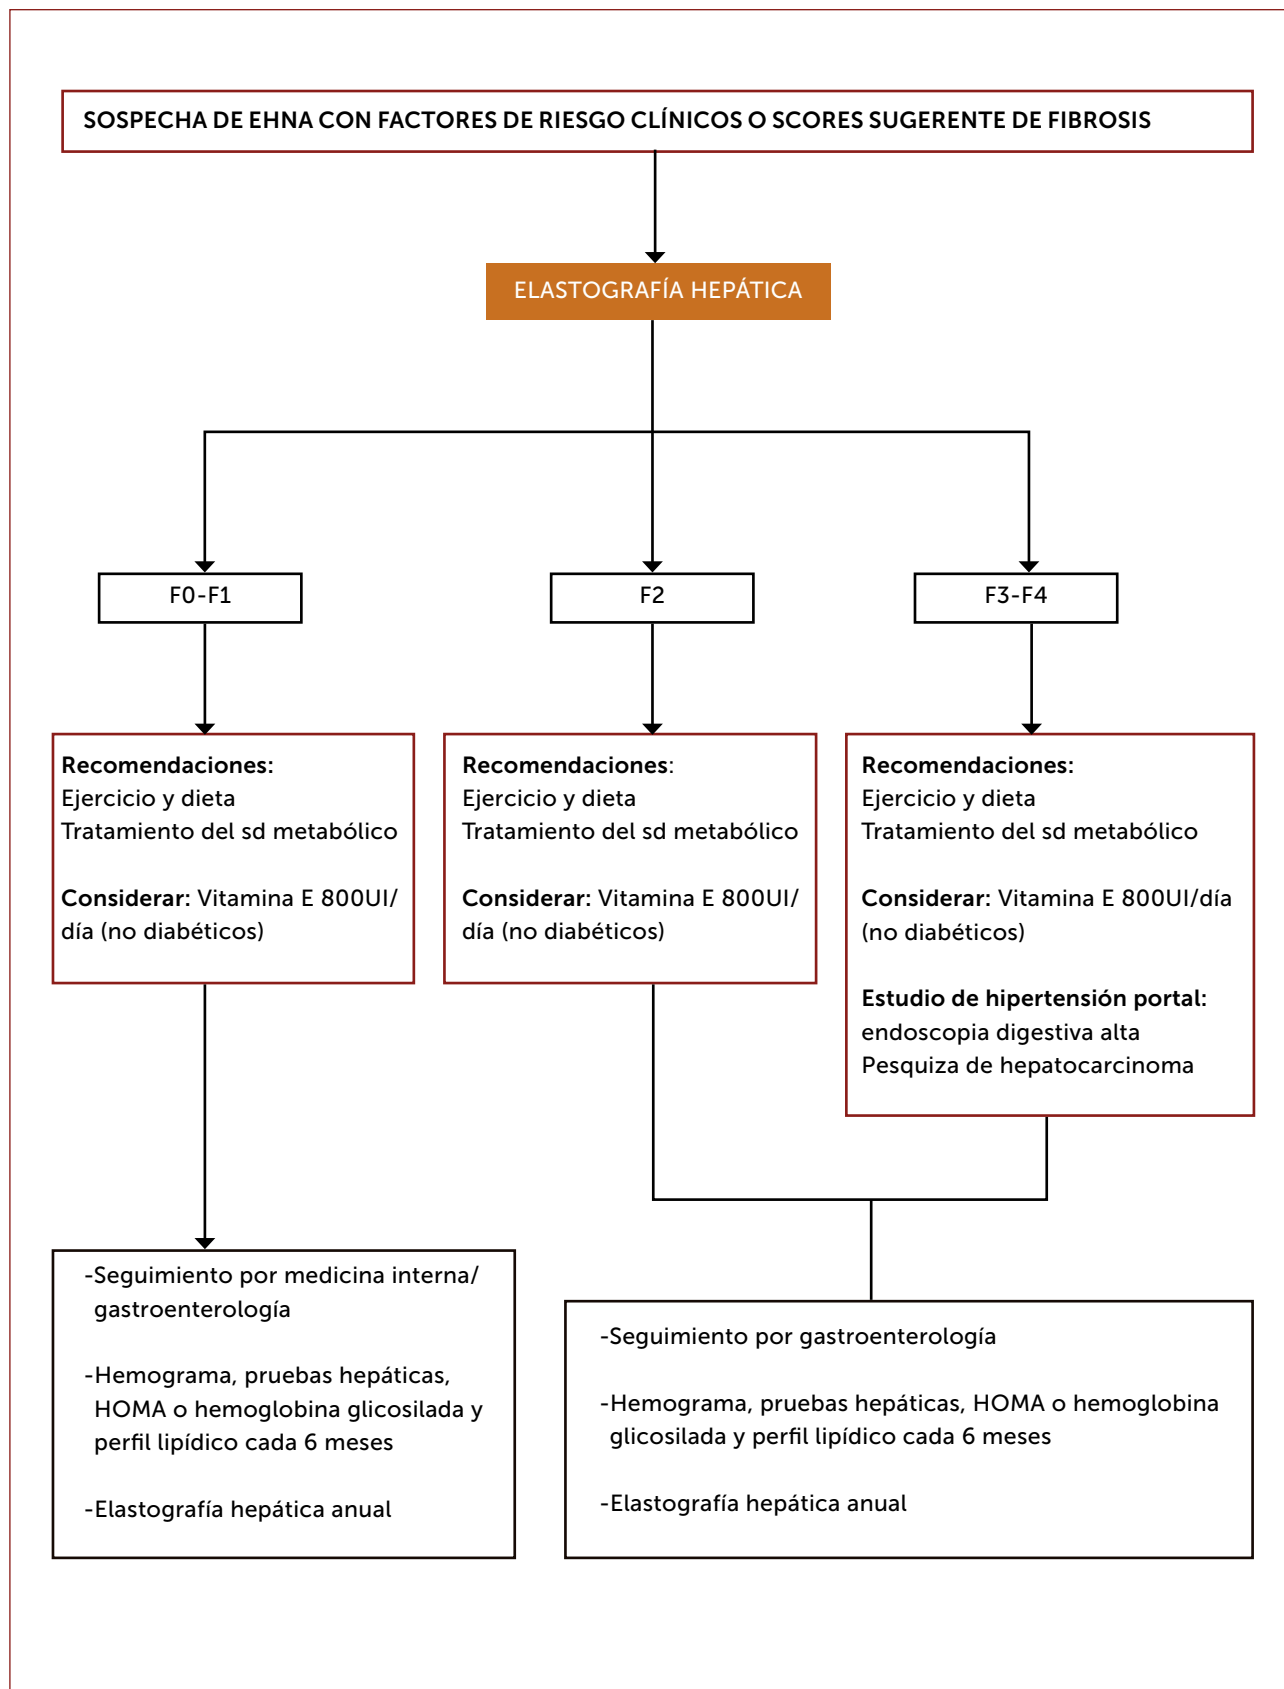 SOSPECHA DE EHNA CON FACTORES DE RIESGO CLÍNICOS O SCORES SUGERENTE DE FIBROSIS
ELASTOGRAFÍA HEPÁTICA
F0-F1
F2
F3-F4
Recomendaciones:
Ejercicio y dieta
Tratamiento del sd metabólico
Considerar: Vitamina E 800UI/
día (no diabéticos)
Recomendaciones:
Ejercicio y dieta
Tratamiento del sd metabólico
Considerar: Vitamina E 800UI/
día (no diabéticos)
Recomendaciones:
Ejercicio y dieta
Tratamiento del sd metabólico
Considerar: Vitamina E 800UI/día
(no diabéticos)
Estudio de hipertensión portal:
endoscopia digestiva alta
Pesquiza de hepatocarcinoma
-Seguimiento por medicina interna/
gastroenterología
-Hemograma, pruebas hepáticas,
HOMA o hemoglobina glicosilada y
perfil lipídico cada 6 meses
-Elastografía hepática anual
-Seguimiento por gastroenterología
-Hemograma, pruebas hepáticas, HOMA o hemoglobina
glicosilada y perfil lipídico cada 6 meses
-Elastografía hepática anual